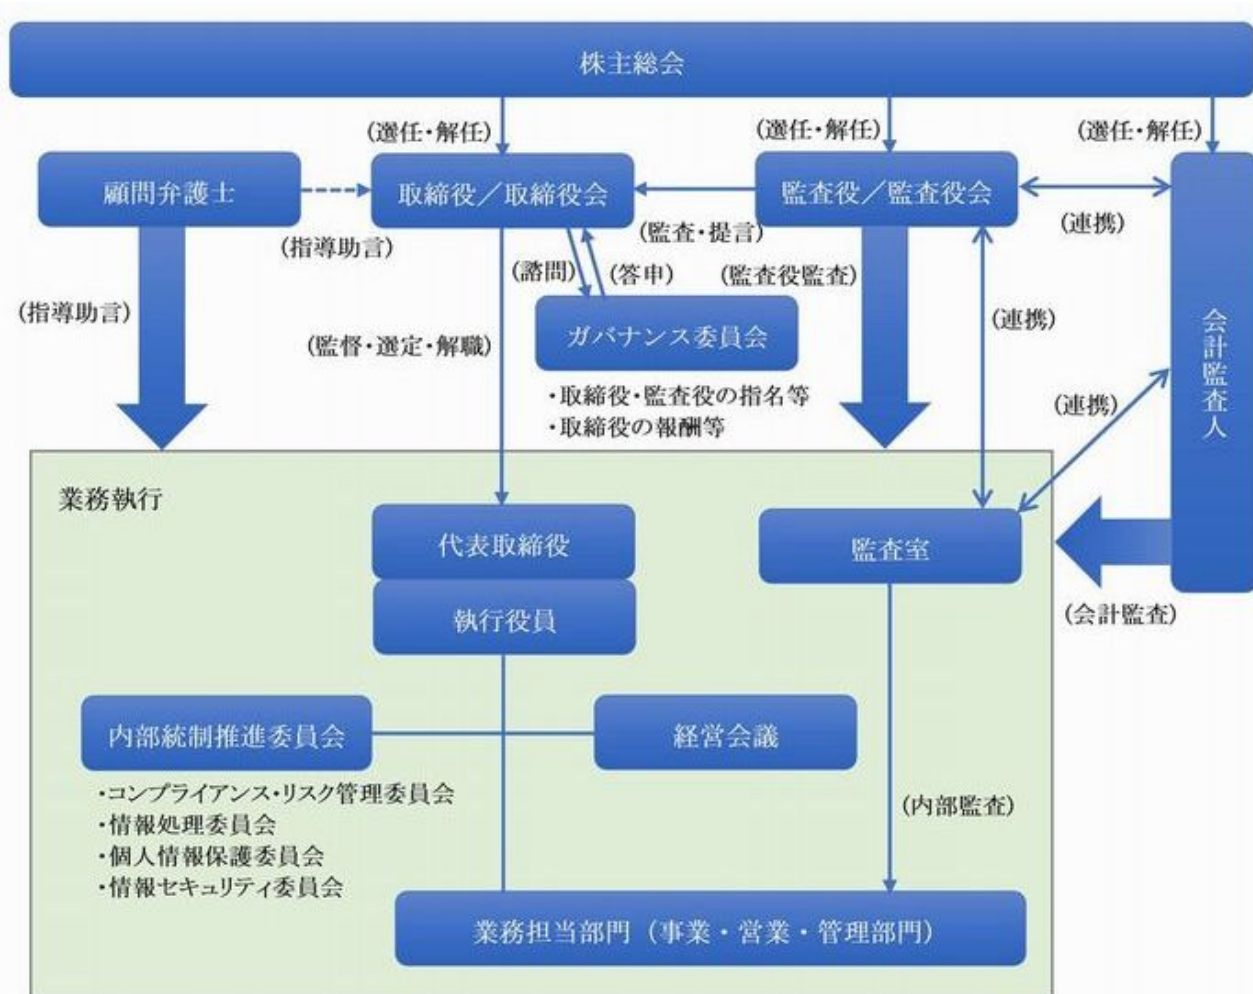 株主総会
(選任・解任)
(選任・解任)
(選任・解任)
顧問弁護士
取締役／取締役会
監査役／監査役会
(連携)
(指導助言)
(監査・提言)
(諮問)
(答申)
(監査役監査)
(指導助言)
(監督・選定・解職)
ガバナンス委員会
(連携)
会計監査人
・取締役・監査役の指名等
・取締役の報酬等
(連携)
業務執行
代表取締役
監査室
執行役員
(会計監査)
内部統制推進委員会
経営会議
・コンプライアンス・リスク管理委員会
・情報処理委員会
・個人情報保護委員会
・情報セキュリティ委員会
(内部監査)
業務担当部門（事業・営業・管理部門）